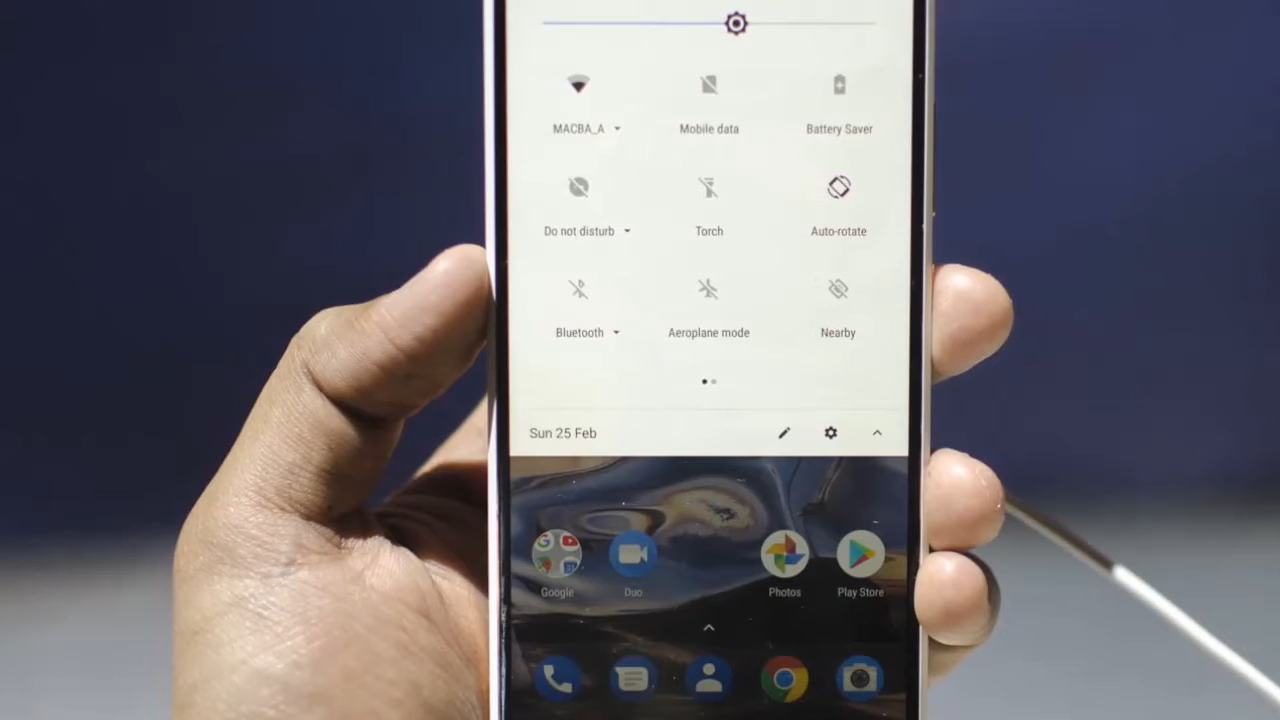 MACBA_A Mobile data Battery Saver
Do not disturb Torch Auto-rotate
Bluetooth Aeroplane mode Nearby
Sun 25 Feb
Google Duo Photos Play Store